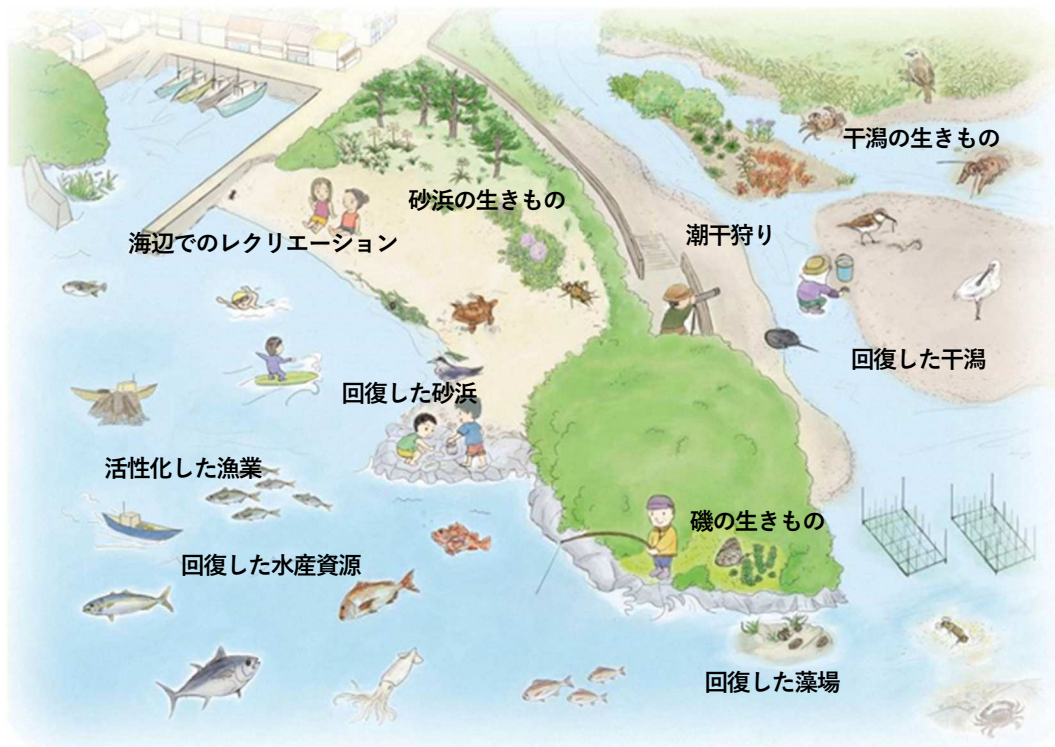 干潟の生きもの
砂浜の生きもの
潮干狩り
海辺でのレクリエーション
回復した干潟
回復した砂浜
活性化した漁業
磯の生きもの
回復した水産資源
回復した藻場